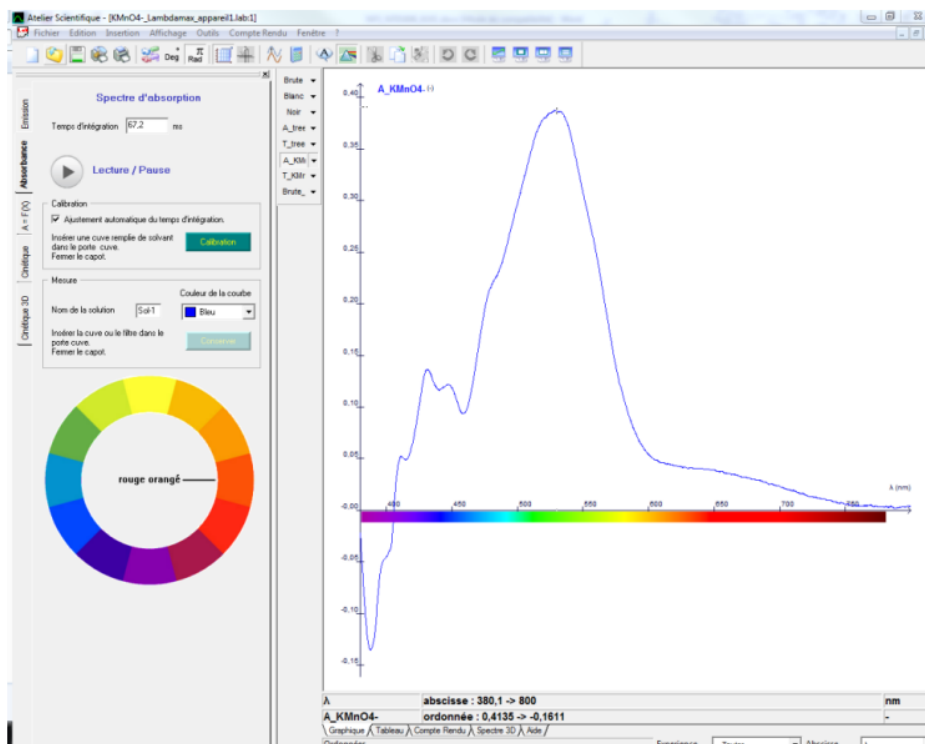 Atelier Scientifique - [KMnO4-_Lambdamax_appareil1.lab:1]
Fichier Edition Insertion Affichage Outils Compte Rendu Fenêtre ?
Deg
π
Rad
Emission
Absorbance
A = F(X)
Cinétique
Cinétique 3D
Spectre d'absorption
Temps d'intégration 67,2 ms
Lecture / Pause
Calibration
Ajustement automatique du temps d'intégration.
Insérer une cuve remplie de solvant
dans le porte cuve.
Fermer le capot.
Calibration
Mesure
Couleur de la courbe
Nom de la solution Sol-1 Bleu
Insérer la cuve ou le filtre dans le
porte cuve.
Fermer le capot.
Conserver
rouge orangé
Brute
Blanc
Noir
A_tree
T_tree
A_KM
T_KMr
Brute_
A_KMnO4- (-)
0,40
0,35
0,30
0,25
0,20
0,15
0,10
0,05
-0,00
-0,05
-0,10
-0,15
400 450 500 550 600 650 700 750
λ (nm)
λ abscisse : 380,1 -> 800 nm
A_KMnO4- ordonnée : 0,4135 -> -0,1611 -
Graphique Tableau Compte Rendu Spectre 3D Aide